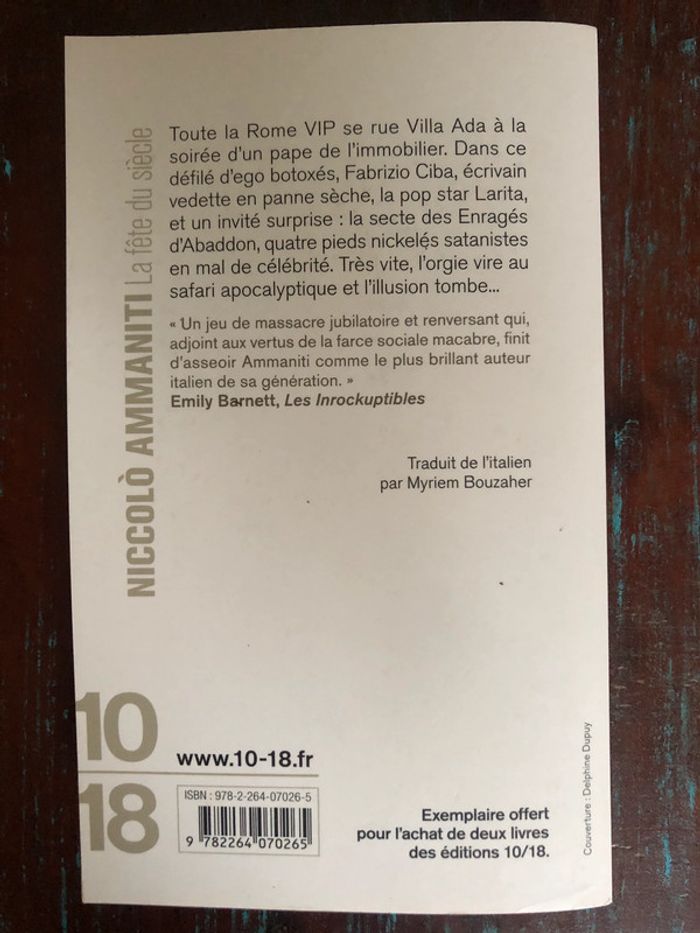 NICCOLÒ AMMANITI La fête du siècle
Toute la Rome VIP se rue Villa Ada à la
soirée d'un pape de l'immobilier. Dans ce
défilé d'ego botoxés, Fabrizio Ciba, écrivain
vedette en panne sèche, la pop star Larita,
et un invité surprise : la secte des Enragés
d'Abaddon, quatre pieds nickelés satanistes
en mal de célébrité. Très vite, l'orgie vire au
safari apocalyptique et l'illusion tombe...
« Un jeu de massacre jubilatoire et renversant qui,
adjoint aux vertus de la farce sociale macabre, finit
d'asseoir Ammaniti comme le plus brillant auteur
italien de sa génération. »
Emily Barnett, Les Inrockuptibles
Traduit de l'italien
par Myriem Bouzaher
10
18
www.10-18.fr
ISBN : 978-2-264-07026-5
9 782264 070265
Exemplaire offert
pour l'achat de deux livres
des éditions 10/18.
Couverture : Delphine Dupuy